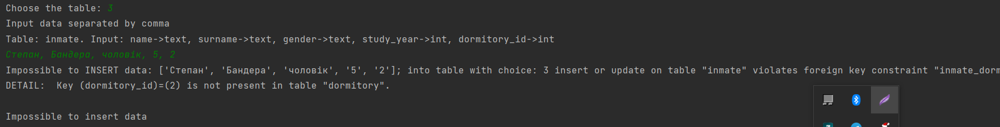 Choose the table: 3
Input data separated by comma
Table: inmate. Input: name->text, surname->text, gender->text, study_year->int, dormitory_id->int
Степан, Бандера, чоловік, 5, 2
Impossible to INSERT data: ['Степан', 'Бандера', 'чоловік', '5', '2']; into table with choice: 3 insert or update on table "inmate" violates foreign key constraint "inmate_dorm
DETAIL:  Key (dormitory_id)=(2) is not present in table "dormitory".
Impossible to insert data